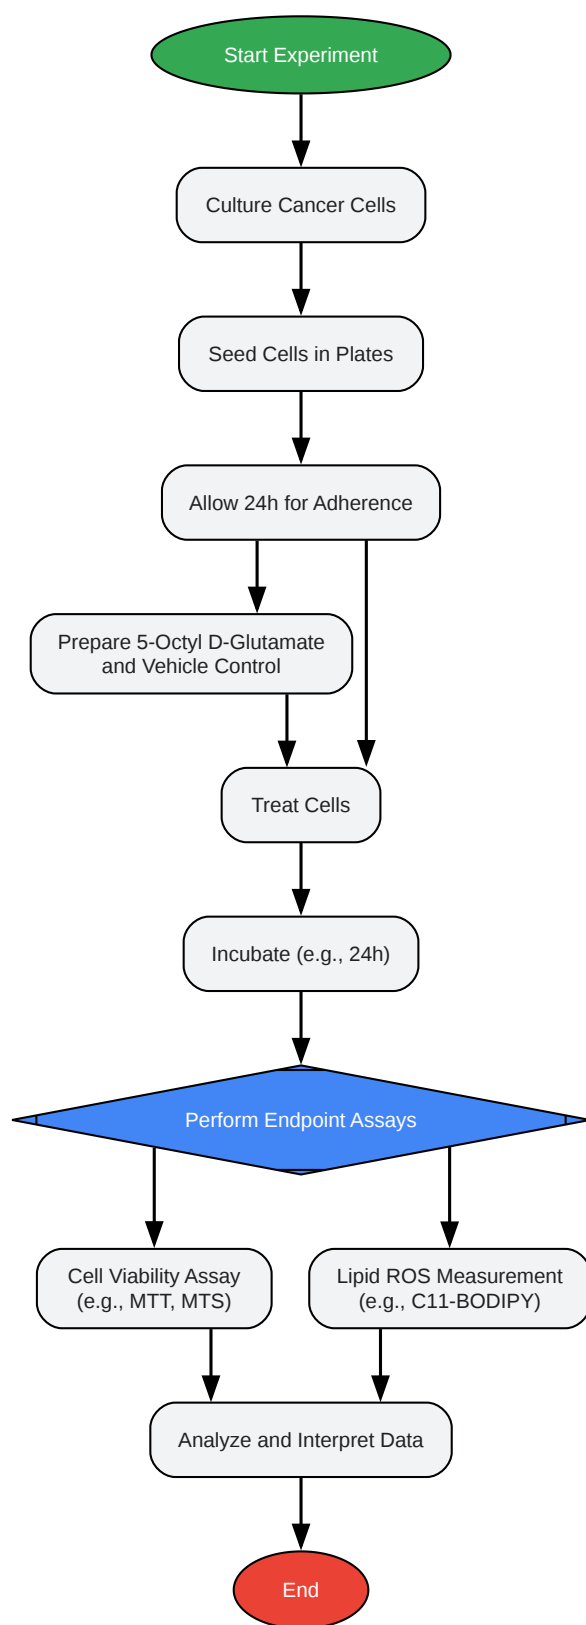 Start Experiment
Culture Cancer Cells
Seed Cells in Plates
Allow 24h for Adherence
Prepare 5-Octyl D-Glutamate
and Vehicle Control
Treat Cells
Incubate (e.g., 24h)
Perform Endpoint Assays
Cell Viability Assay
(e.g., MTT, MTS)
Lipid ROS Measurement
(e.g., C11-BODIPY)
Analyze and Interpret Data
End